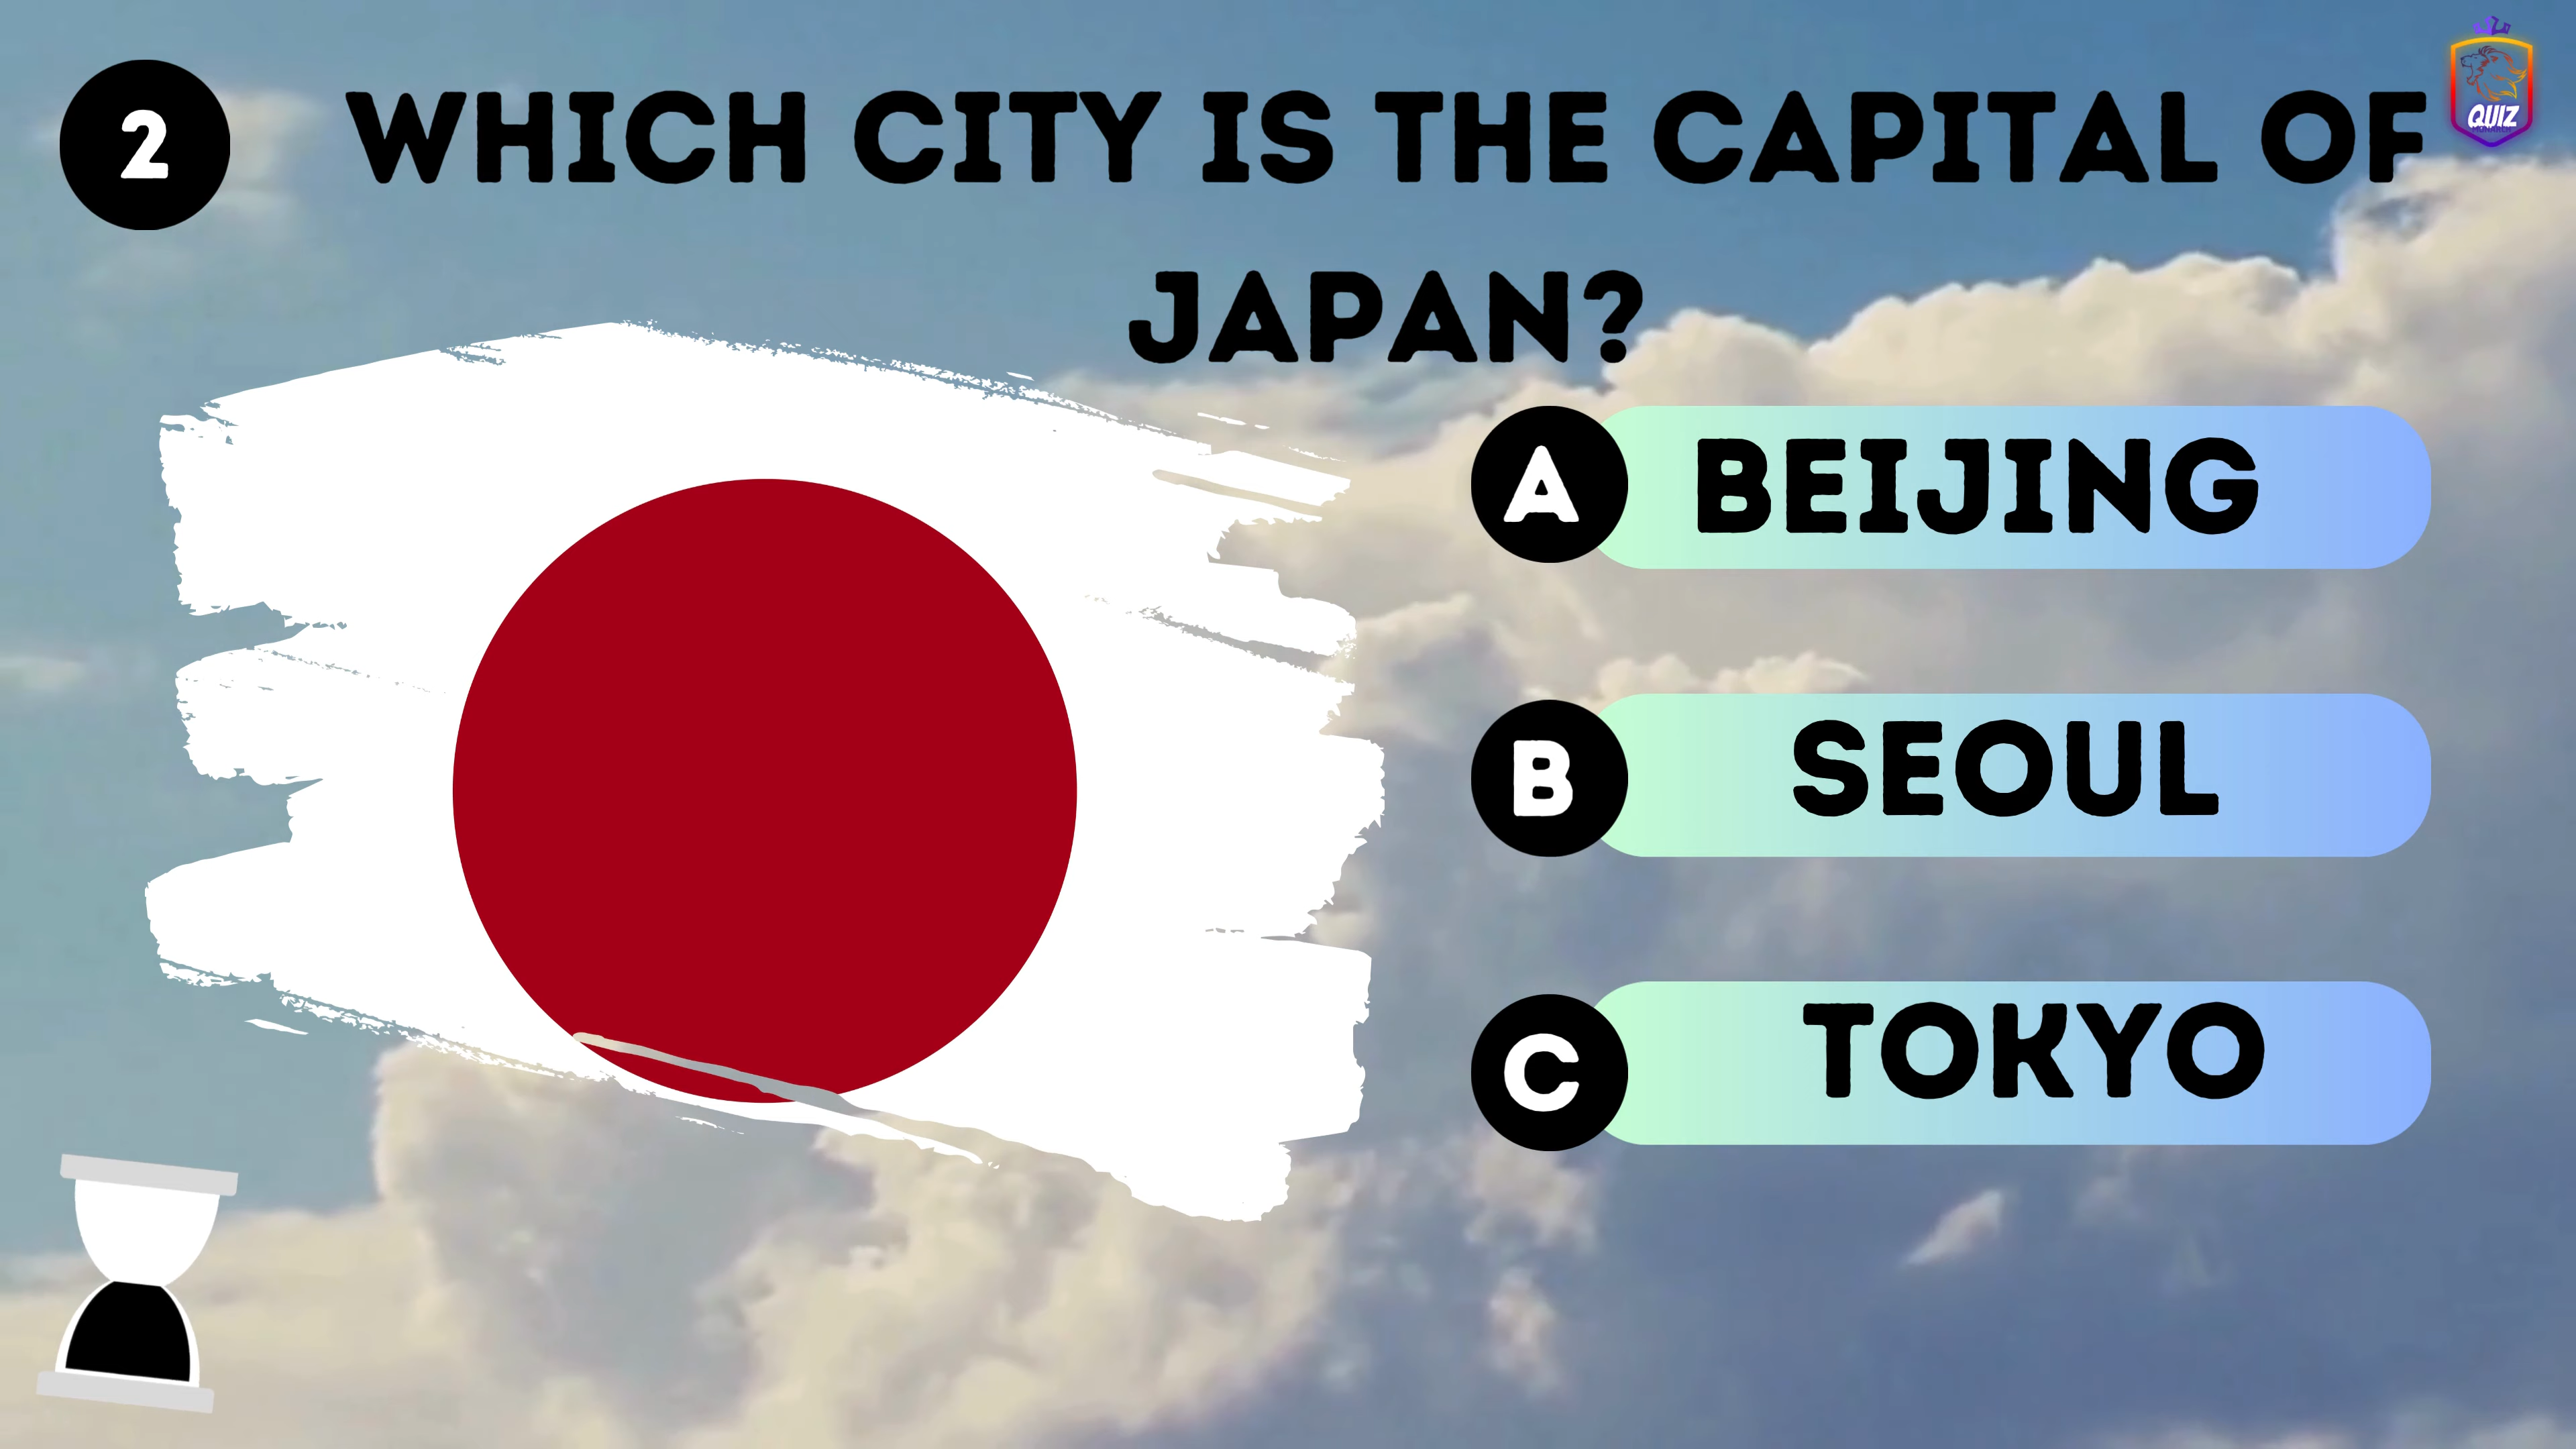 2
WHICH CITY IS THE CAPITAL OF
JAPAN?
QUIZ
A
BEIJING
B
SEOUL
C
TOKYO